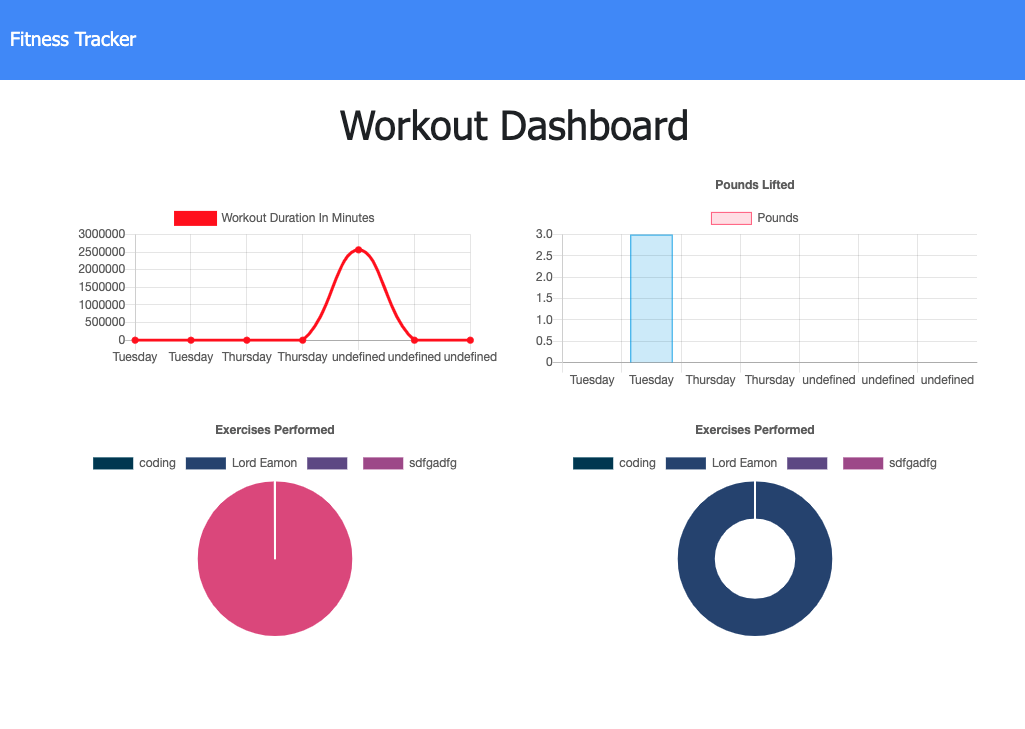 Fitness Tracker
Workout Dashboard
Workout Duration In Minutes
3000000
2500000
2000000
1500000
1000000
500000
0
Tuesday Tuesday Thursday Thursday undefined undefined undefined
Pounds Lifted
Pounds
3.0
2.5
2.0
1.5
1.0
0.5
0
Tuesday Tuesday Thursday Thursday undefined undefined undefined
Exercises Performed
coding Lord Eamon sdfgadfg
Exercises Performed
coding Lord Eamon sdfgadfg